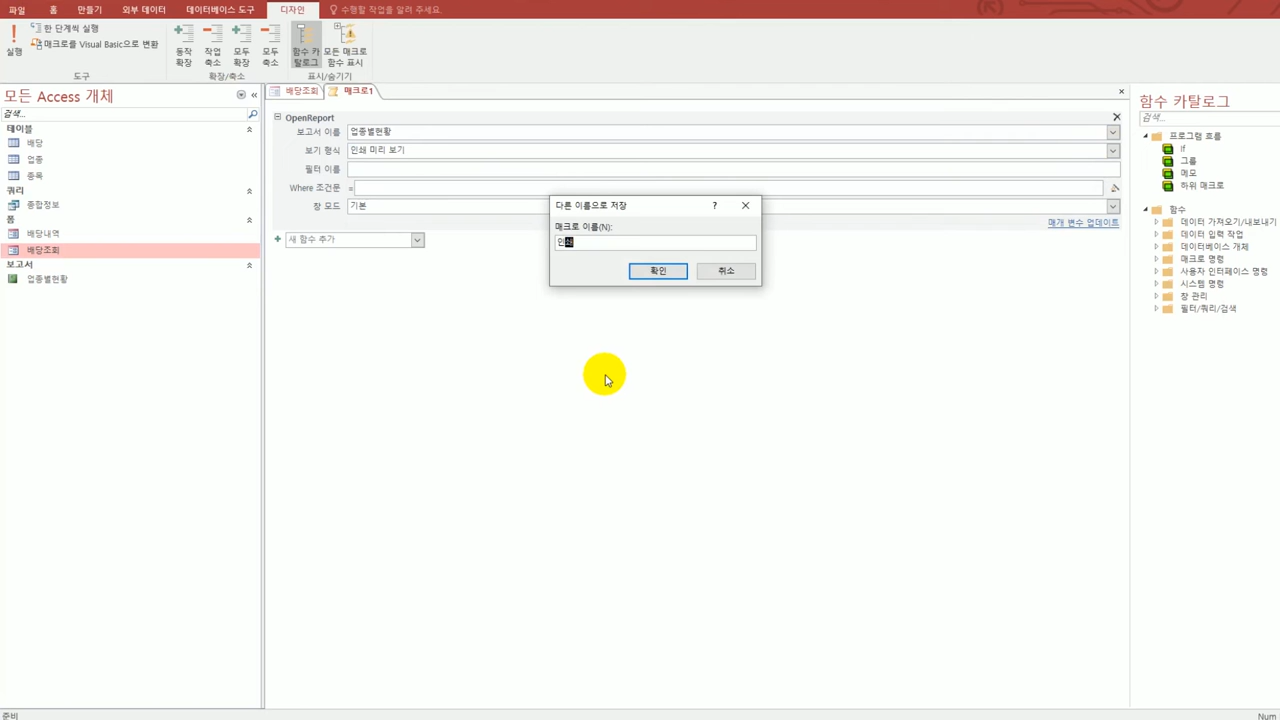 파일 홈 만들기 외부 데이터 데이터베이스 도구 디자인 수행할 작업을 알려 주세요.
실행
한 단계씩 실행
매크로를 Visual Basic으로 변환
동작 확장
작업 축소
모두 확장
모두 축소
함수 카탈로그
모든 매크로 함수 표시
도구 확장/축소 표시/숨기기
모든 Access 개체
검색...
테이블
배당
업종
종목
쿼리
종합정보
폼
배당내역
배당조회
보고서
업종별현황
배당조회 매크로1
OpenReport
보고서 이름 업종별현황
보기 형식 인쇄 미리 보기
필터 이름
Where 조건문 =
창 모드 기본
매개 변수 업데이트
새 함수 추가
다른 이름으로 저장 ?
매크로 이름(N):
인쇄
확인 취소
함수 카탈로그
검색...
프로그램 흐름
If
그룹
메모
하위 매크로
함수
데이터 가져오기/내보내기
데이터 입력 작업
데이터베이스 개체
매크로 명령
사용자 인터페이스 명령
시스템 명령
창 관리
필터/쿼리/검색
준비 Num